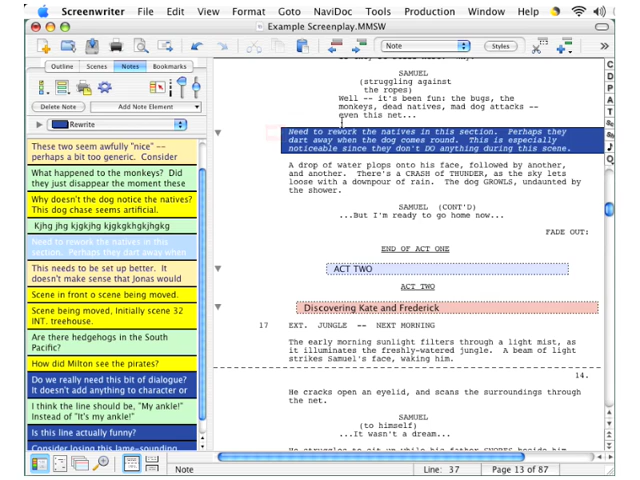 Screenwriter File Edit View Format Goto NaviDoc Tools Production Window Help
Example Screenplay.MMSW
Note
Styles
Outline Scenes Notes Bookmarks
Delete Note Add Note Element
Rewrite
These two seem awfully "nice" --
perhaps a bit too generic. Consider
What happened to the monkeys? Did
they just disappear the moment these
Why doesn't the dog notice the natives?
This dog chase seems artificial.
Kjhg jhg kjgkjhg kjgkghkghjkghg
Need to rework the natives in this
section. Perhaps they dart away when
This needs to be set up better. It
doesn't make sense that Jonas would
Scene in front o scene being moved.
Scene being moved, Initially scene 32
INT. treehouse.
Are there hedgehogs in the South
Pacific?
How did Milton see the pirates?
Do we really need this bit of dialogue?
It doesn't add anything to character or
I think the line should be, "My ankle!"
Instead of "It's my ankle!"
Is this line actually funny?
Consider losing this lame-sounding
SAMUEL
(struggling against
the ropes)
Well -- it's been fun: the bugs, the
monkeys, dead natives, mad dog attacks --
even this net...
Need to rework the natives in this section. Perhaps they
dart away when the dog comes round. This is especially
noticeable since they don't DO anything during this scene.
A drop of water plops onto his face, followed by another,
and another. There's a CRASH of THUNDER, as the sky lets
loose with a downpour of rain. The dog GROWLS, undaunted by
the shower.
SAMUEL (CONT'D)
...But I'm ready to go home now...
FADE OUT:
END OF ACT ONE
ACT TWO
ACT TWO
Discovering Kate and Frederick
17 EXT. JUNGLE -- NEXT MORNING
The early morning sunlight filters through a light mist, as
it illuminates the freshly-watered jungle. A beam of light
strikes Samuel's face, waking him.
14.
He cracks open an eyelid, and scans the surroundings through
the net.
SAMUEL
(to himself)
...It wasn't a dream...
C
D
P
A
T
Note Line: 37 Page 13 of 87